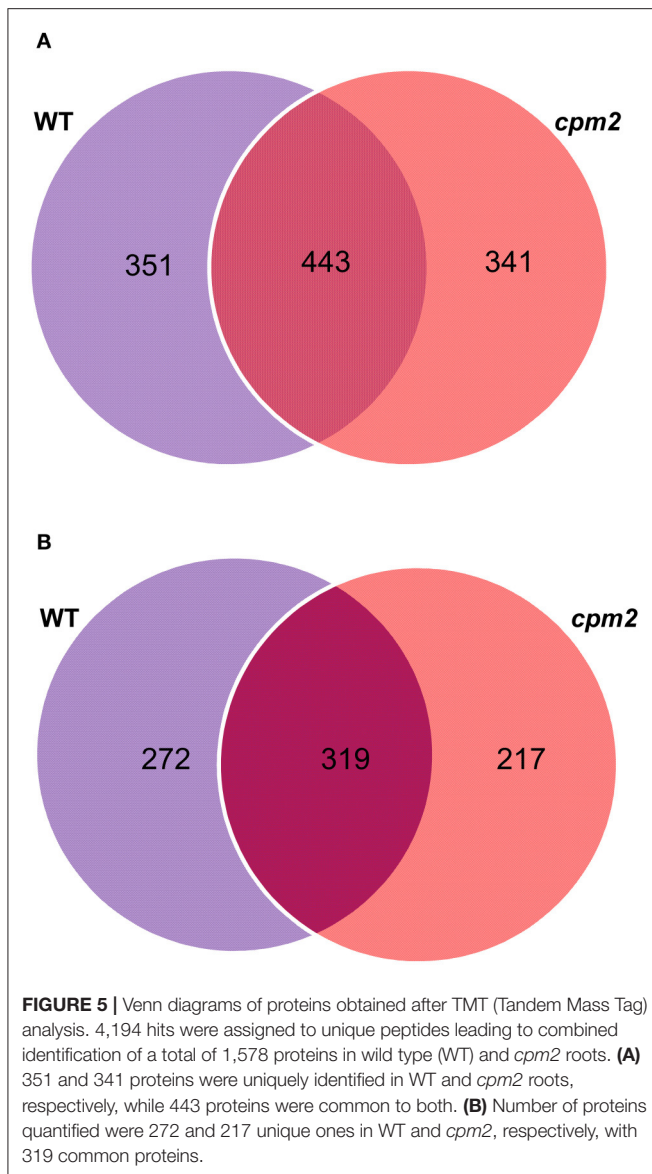 A
WT
cpm2
351
443
341
B
WT
cpm2
272
319
217
FIGURE 5 | Venn diagrams of proteins obtained after TMT (Tandem Mass Tag)
analysis. 4,194 hits were assigned to unique peptides leading to combined
identification of a total of 1,578 proteins in wild type (WT) and cpm2 roots. (A)
351 and 341 proteins were uniquely identified in WT and cpm2 roots,
respectively, while 443 proteins were common to both. (B) Number of proteins
quantified were 272 and 217 unique ones in WT and cpm2, respectively, with
319 common proteins.